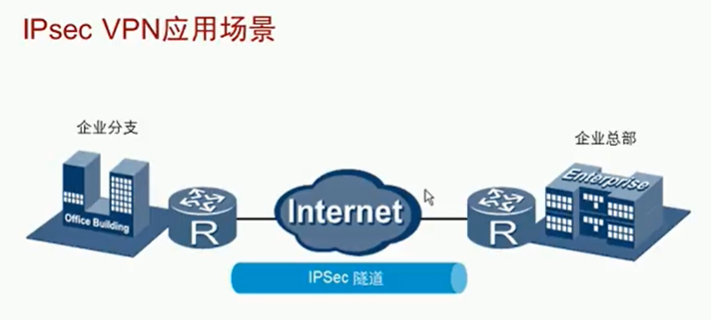 IPsec VPN应用场景
企业分支
企业总部
Office Building
R
Internet
R
Enterprise
IPSec 隧道